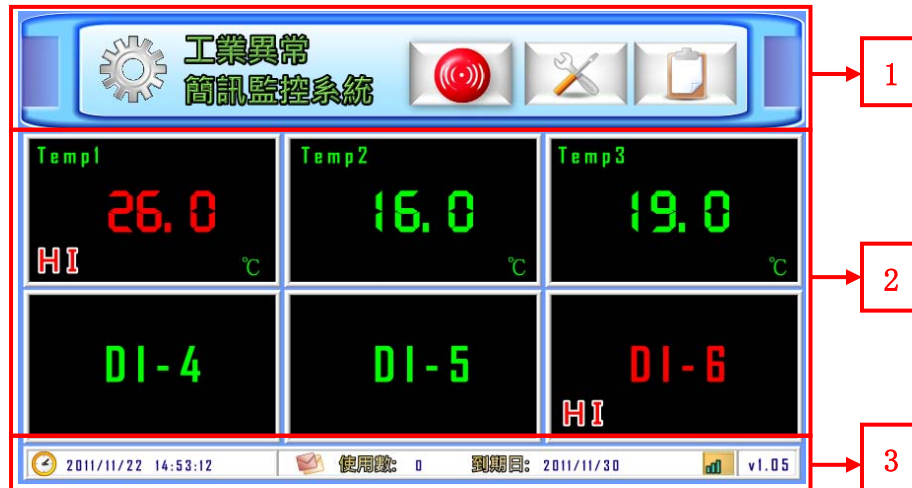 工業異常
簡訊監控系統
1
Temp1
26.0
HI
℃
Temp2
16.0
℃
Temp3
19.0
℃
2
DI-4
DI-5
DI-6
HI
2011/11/22 14:53:12
使用數: 0
到期日: 2011/11/30
v1.05
3